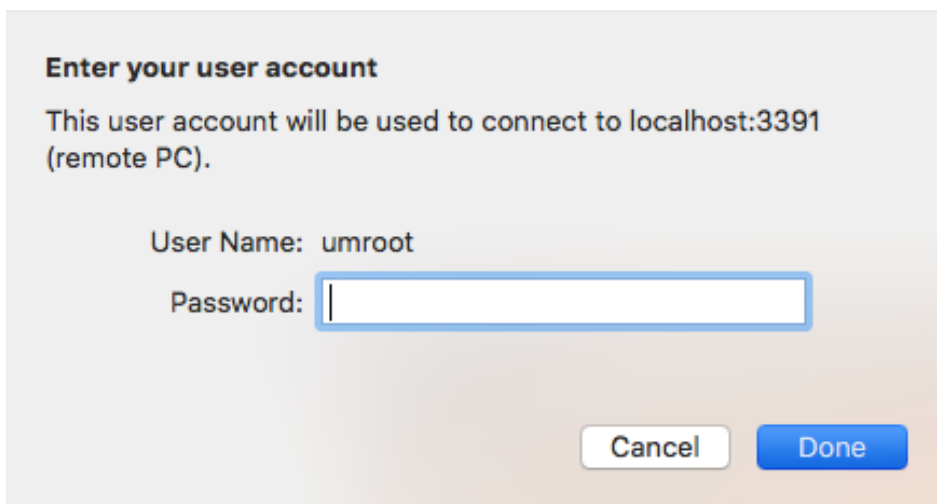 Enter your user account
This user account will be used to connect to localhost:3391
(remote PC).
User Name: umroot
Password:
Cancel Done